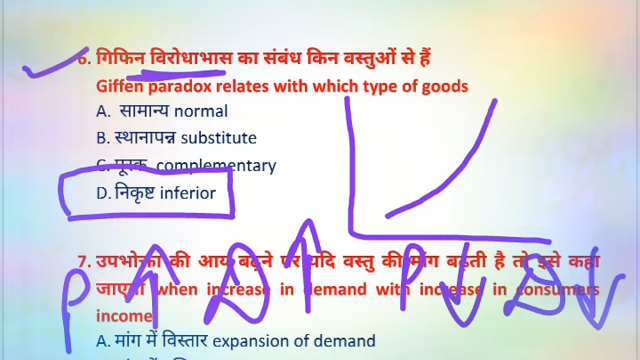 6. गिफिन विरोधाभास का संबंध किन वस्तुओं से हैं
Giffen paradox relates with which type of goods
A. सामान्य normal
B. स्थानापन्न substitute
C. पूरक complementary
D. निकृष्ट inferior
7. उपभोक्ता की आय बढ़ने पर यदि वस्तु की मांग बढ़ती है तो इसे कहा
जाएगा when increase in demand with increase in consumers
income
P ↑ D ↑ P ↓ D ↓
A. मांग में विस्तार expansion of demand